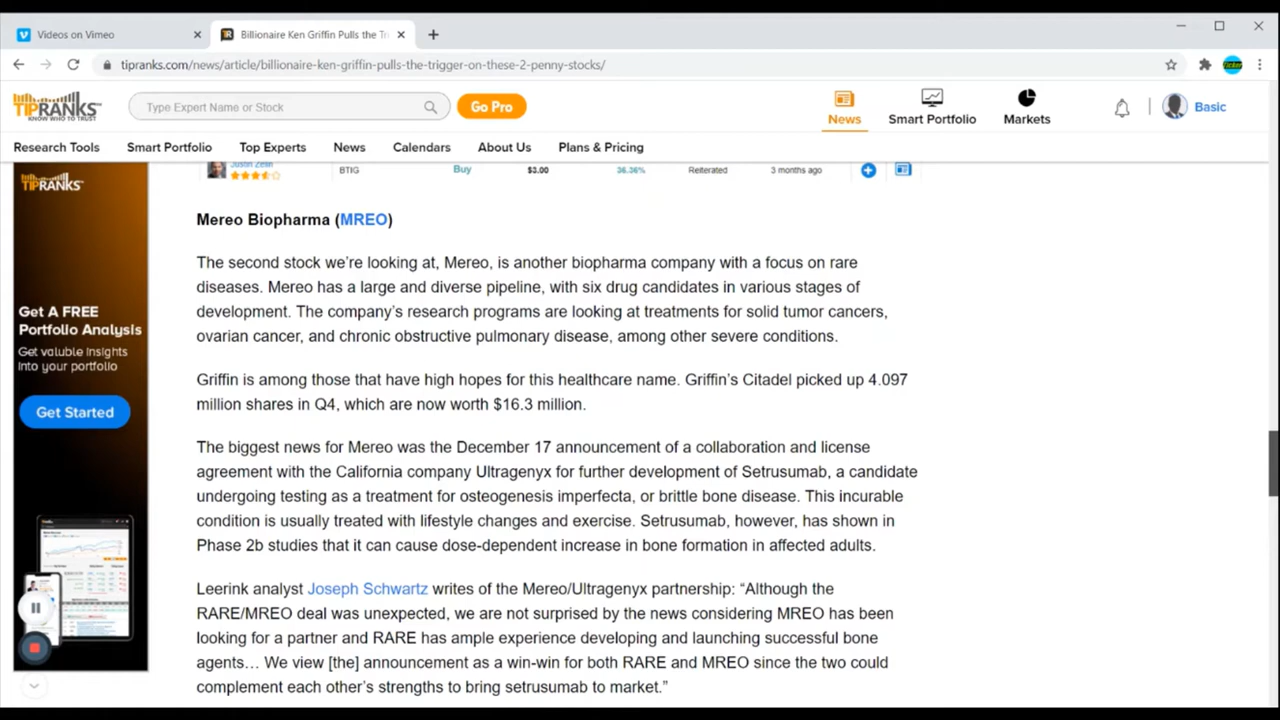 Videos on Vimeo
Billionaire Ken Griffin Pulls the Tr
tipranks.com/news/article/billionaire-ken-griffin-pulls-the-trigger-on-these-2-penny-stocks/
TIPRANKS
KNOW WHO TO TRUST
Type Expert Name or Stock
Go Pro
News
Smart Portfolio
Markets
Basic
Research Tools
Smart Portfolio
Top Experts
News
Calendars
About Us
Plans & Pricing
BTIG
Buy
$3.00
36.36%
Reiterated
3 months ago
TIPRANKS
Get A FREE
Portfolio Analysis
Get valuable insights
into your portfolio
Get Started
Mereo Biopharma (MREO)
The second stock we're looking at, Mereo, is another biopharma company with a focus on rare
diseases. Mereo has a large and diverse pipeline, with six drug candidates in various stages of
development. The company's research programs are looking at treatments for solid tumor cancers,
ovarian cancer, and chronic obstructive pulmonary disease, among other severe conditions.
Griffin is among those that have high hopes for this healthcare name. Griffin's Citadel picked up 4.097
million shares in Q4, which are now worth $16.3 million.
The biggest news for Mereo was the December 17 announcement of a collaboration and license
agreement with the California company Ultragenyx for further development of Setrusumab, a candidate
undergoing testing as a treatment for osteogenesis imperfecta, or brittle bone disease. This incurable
condition is usually treated with lifestyle changes and exercise. Setrusumab, however, has shown in
Phase 2b studies that it can cause dose-dependent increase in bone formation in affected adults.
Leerink analyst Joseph Schwartz writes of the Mereo/Ultragenyx partnership: “Although the
RARE/MREO deal was unexpected, we are not surprised by the news considering MREO has been
looking for a partner and RARE has ample experience developing and launching successful bone
agents… We view [the] announcement as a win-win for both RARE and MREO since the two could
complement each other's strengths to bring setrusumab to market.”